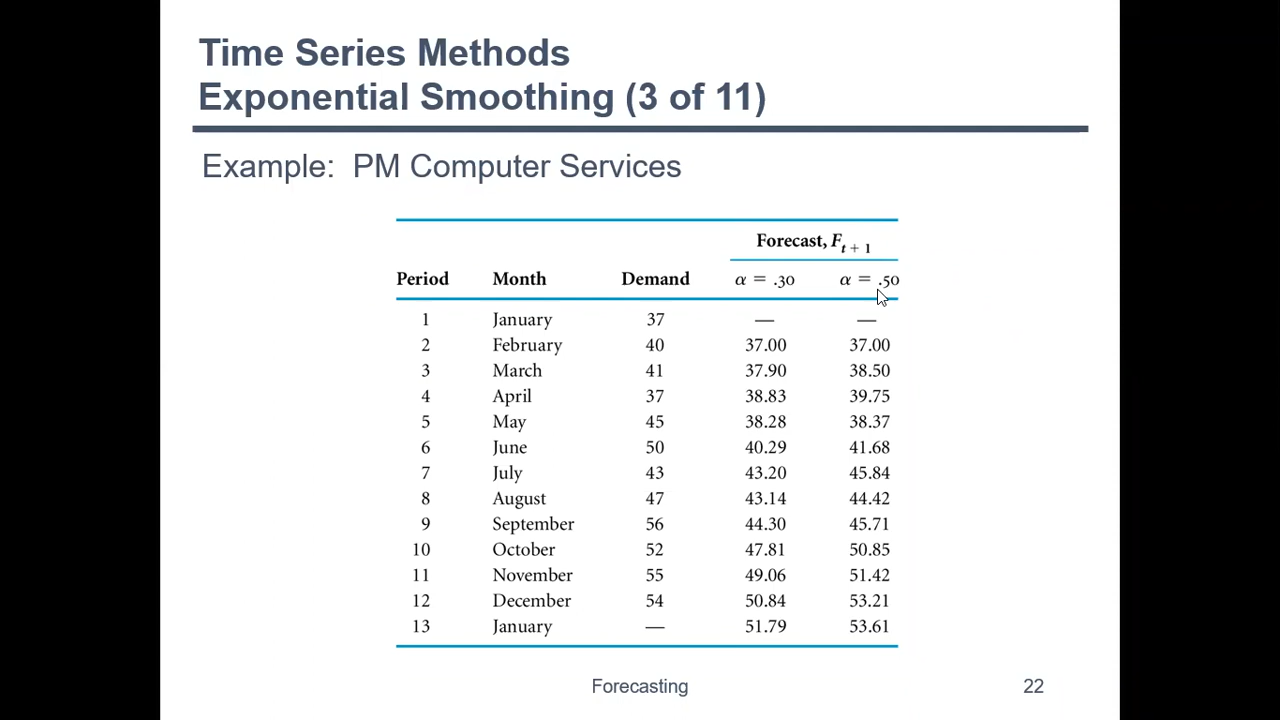 Time Series Methods
Exponential Smoothing (3 of 11)
Example: PM Computer Services
Forecast, Ft + 1
Period Month Demand α = .30 α = .50
1 January 37 — —
2 February 40 37.00 37.00
3 March 41 37.90 38.50
4 April 37 38.83 39.75
5 May 45 38.28 38.37
6 June 50 40.29 41.68
7 July 43 43.20 45.84
8 August 47 43.14 44.42
9 September 56 44.30 45.71
10 October 52 47.81 50.85
11 November 55 49.06 51.42
12 December 54 50.84 53.21
13 January — 51.79 53.61
Forecasting 22